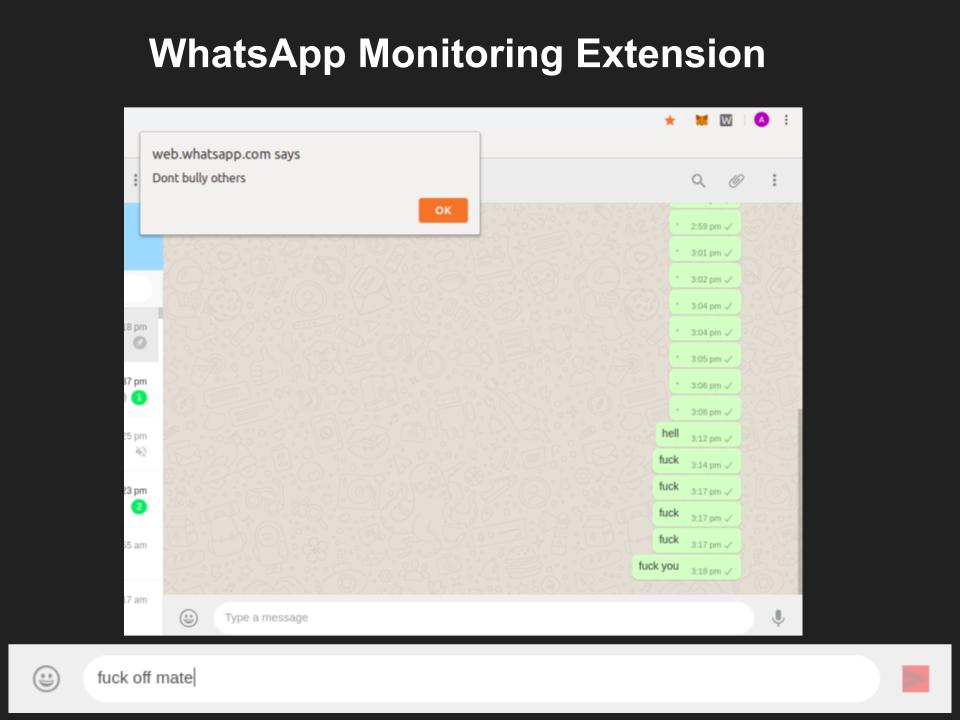 WhatsApp Monitoring Extension
W
A
web.whatsapp.com says
Dont bully others
OK
2:59 pm
3:01 pm
3:02 pm
3:04 pm
3:04 pm
3:05 pm
3:06 pm
3:08 pm
hell 3:12 pm
fuck 3:14 pm
fuck 3:17 pm
fuck 3:17 pm
fuck 3:17 pm
fuck you 3:18 pm
18 pm
37 pm
1
25 pm
23 pm
2
55 am
17 am
Type a message
fuck off mate